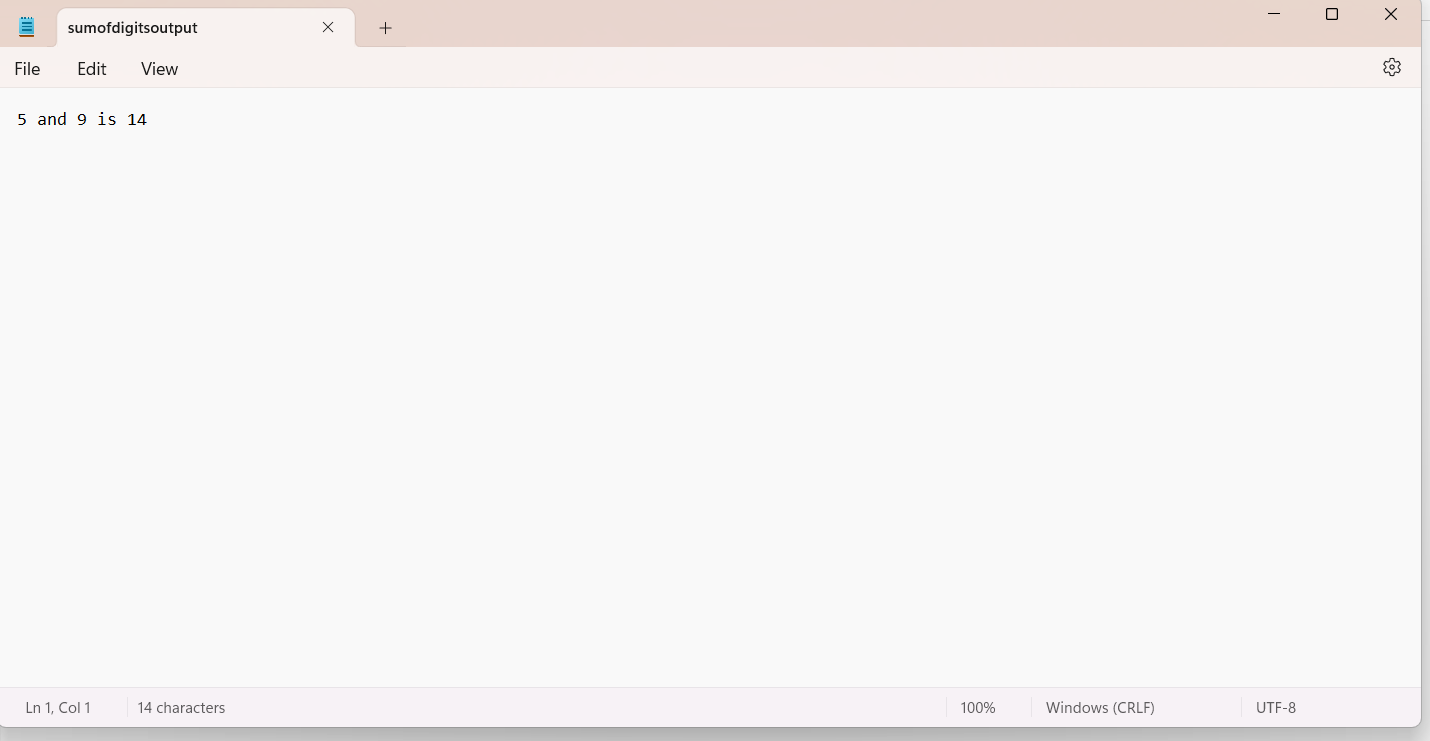 sumofdigitsoutput
File Edit View
5 and 9 is 14
Ln 1, Col 1 14 characters 100% Windows (CRLF) UTF-8